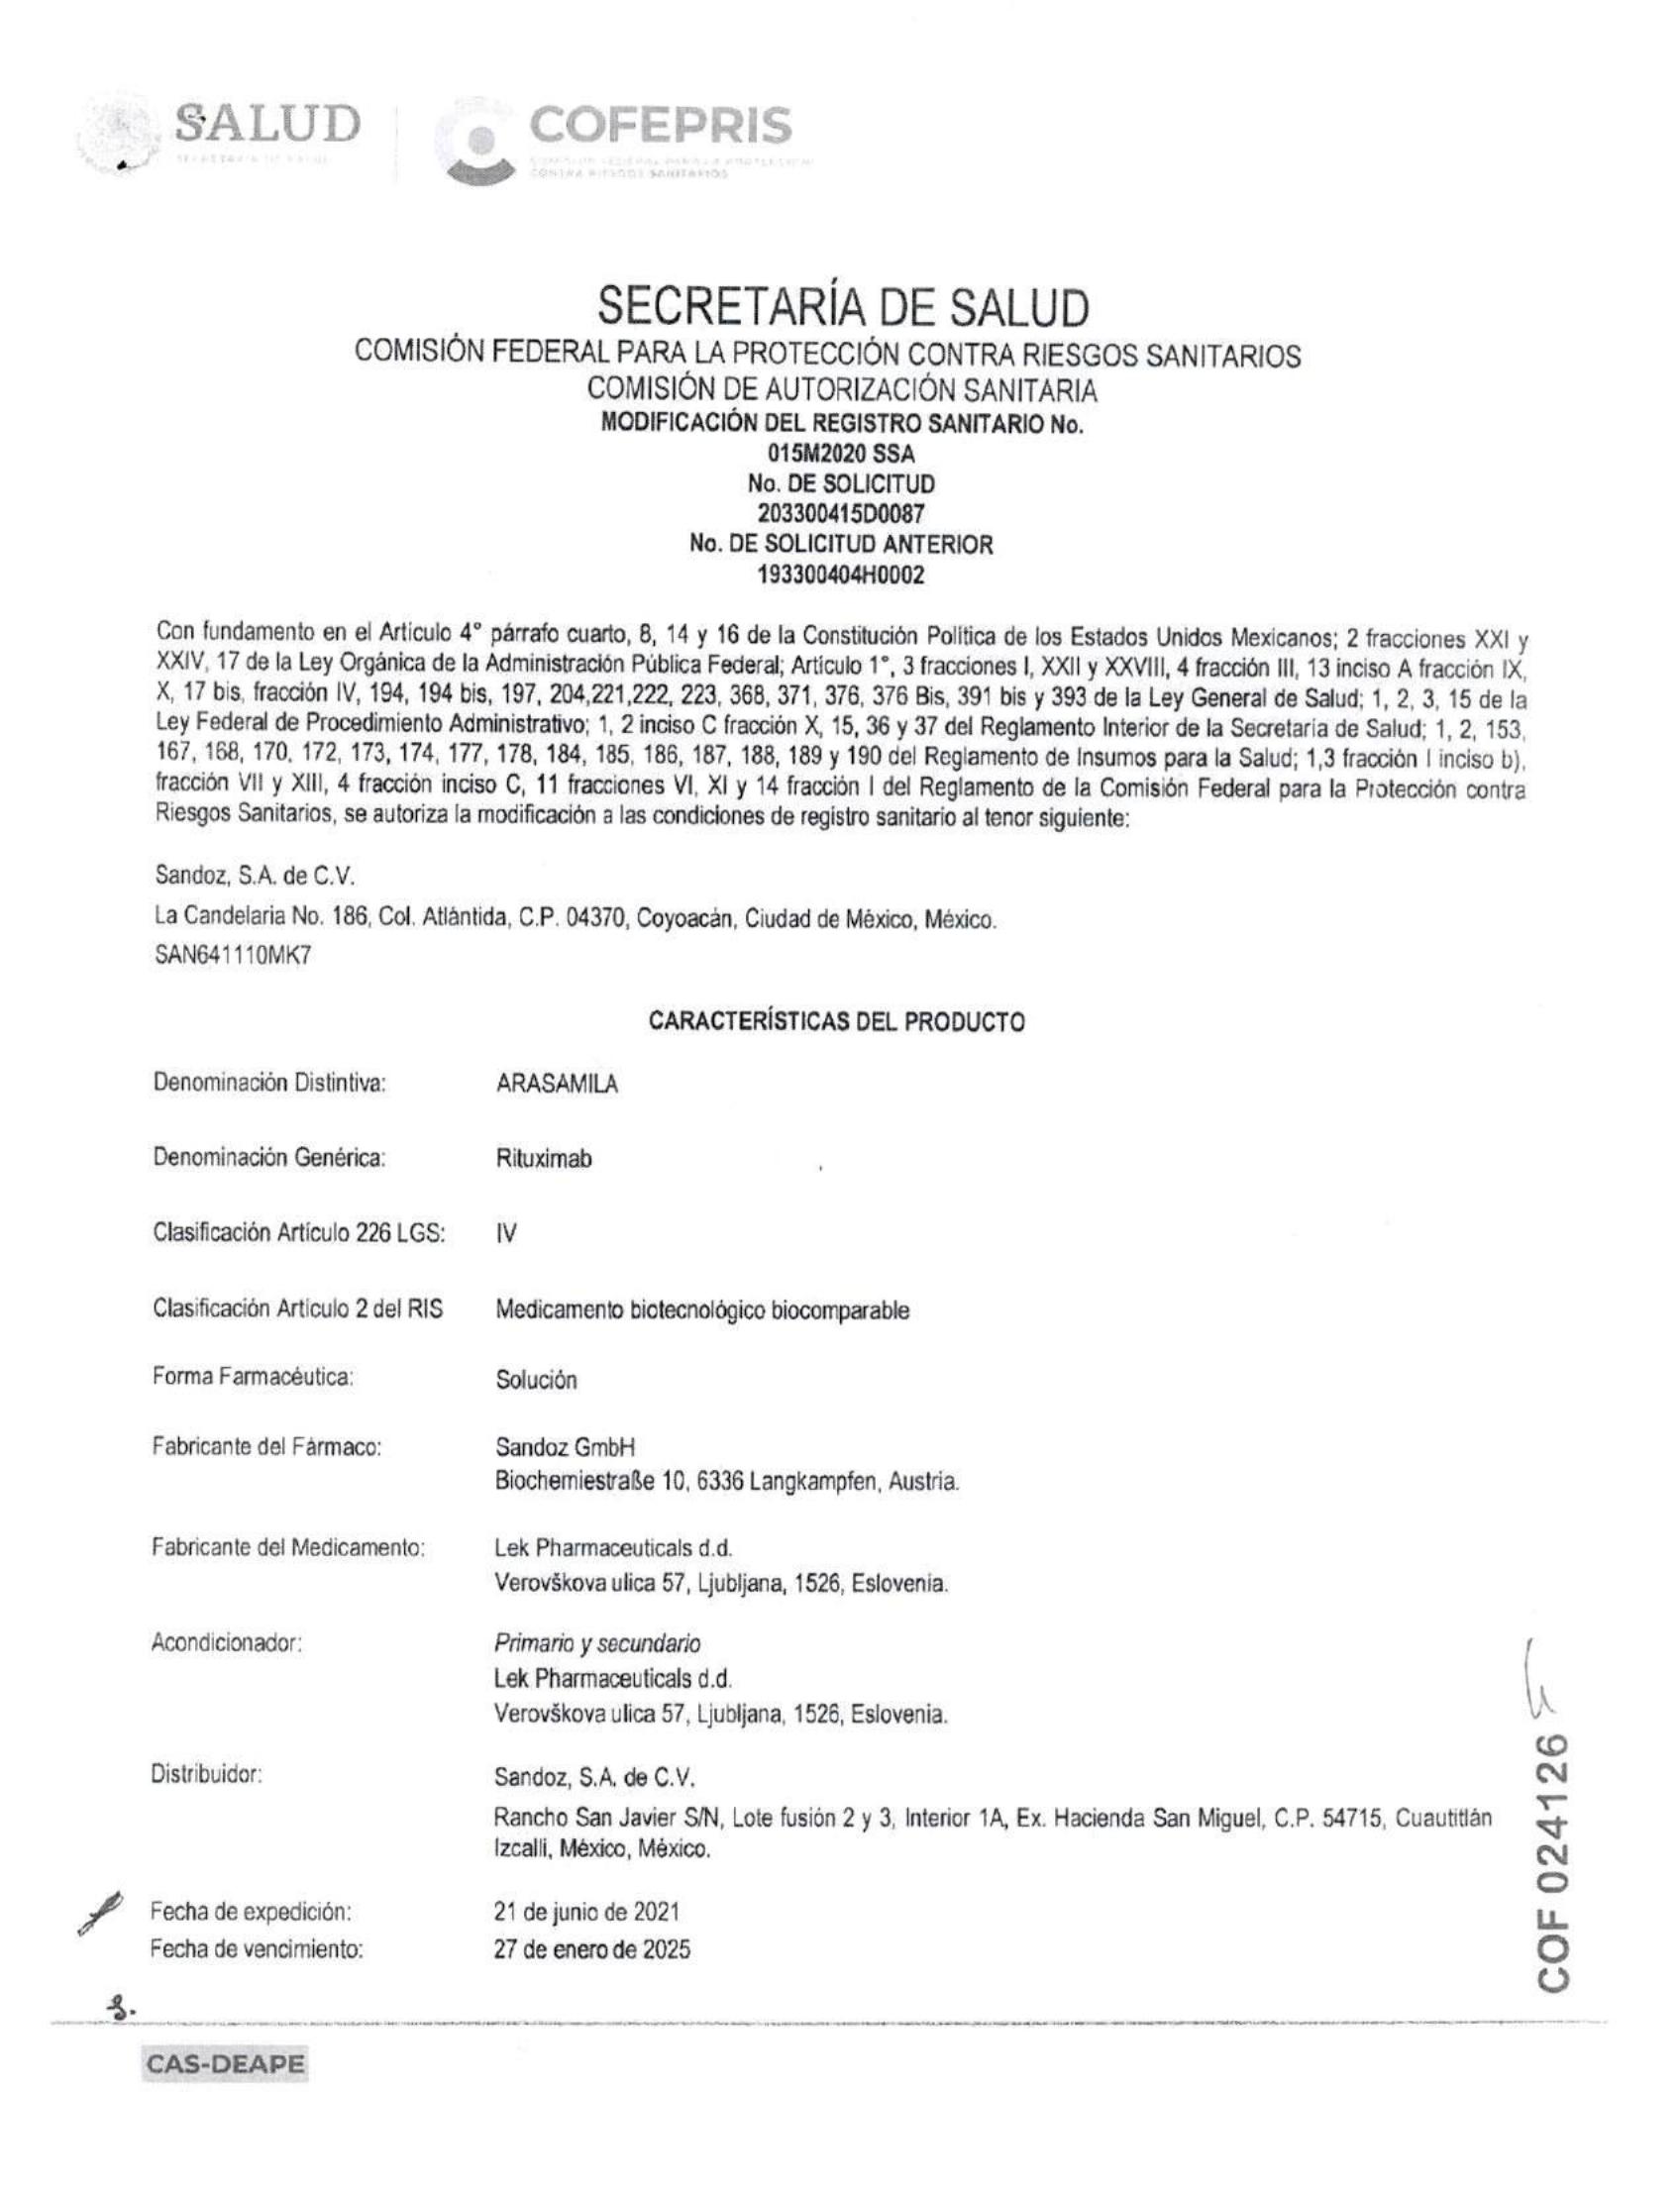 SALUD
SECRETARÍA DE SALUD
COFEPRIS
COMISIÓN FEDERAL PARA LA PROTECCIÓN
CONTRA RIESGOS SANITARIOS
SECRETARÍA DE SALUD
COMISIÓN FEDERAL PARA LA PROTECCIÓN CONTRA RIESGOS SANITARIOS
COMISIÓN DE AUTORIZACIÓN SANITARIA
MODIFICACIÓN DEL REGISTRO SANITARIO No.
015M2020 SSA
No. DE SOLICITUD
203300415D0087
No. DE SOLICITUD ANTERIOR
193300404H0002
Con fundamento en el Artículo 4° párrafo cuarto, 8, 14 y 16 de la Constitución Política de los Estados Unidos Mexicanos; 2 fracciones XXI y
XXIV, 17 de la Ley Orgánica de la Administración Pública Federal; Artículo 1°, 3 fracciones I, XXII y XXVIII, 4 fracción III, 13 inciso A fracción IX,
X, 17 bis, fracción IV, 194, 194 bis, 197, 204,221,222, 223, 368, 371, 376, 376 Bis, 391 bis y 393 de la Ley General de Salud; 1, 2, 3, 15 de la
Ley Federal de Procedimiento Administrativo; 1, 2 inciso C fracción X, 15, 36 y 37 del Reglamento Interior de la Secretaría de Salud; 1, 2, 153,
167, 168, 170, 172, 173, 174, 177, 178, 184, 185, 186, 187, 188, 189 y 190 del Reglamento de Insumos para la Salud; 1,3 fracción I inciso b),
fracción VII y XIII, 4 fracción inciso C, 11 fracciones VI, XI y 14 fracción I del Reglamento de la Comisión Federal para la Protección contra
Riesgos Sanitarios, se autoriza la modificación a las condiciones de registro sanitario al tenor siguiente:
Sandoz, S.A. de C.V.
La Candelaria No. 186, Col. Atlántida, C.P. 04370, Coyoacán, Ciudad de México, México.
SAN641110MK7
CARACTERÍSTICAS DEL PRODUCTO
Denominación Distintiva: ARASAMILA
Denominación Genérica: Rituximab
Clasificación Artículo 226 LGS: IV
Clasificación Artículo 2 del RIS Medicamento biotecnológico biocomparable
Forma Farmacéutica: Solución
Fabricante del Fármaco: Sandoz GmbH
Biochemiestraße 10, 6336 Langkampfen, Austria.
Fabricante del Medicamento: Lek Pharmaceuticals d.d.
Verovškova ulica 57, Ljubljana, 1526, Eslovenia.
Acondicionador: Primario y secundario
Lek Pharmaceuticals d.d.
Verovškova ulica 57, Ljubljana, 1526, Eslovenia.
Distribuidor: Sandoz, S.A. de C.V.
Rancho San Javier S/N, Lote fusión 2 y 3, Interior 1A, Ex. Hacienda San Miguel, C.P. 54715, Cuautitlán
Izcalli, México, México.
Fecha de expedición: 21 de junio de 2021
Fecha de vencimiento: 27 de enero de 2025
COF 024126
CAS-DEAPE